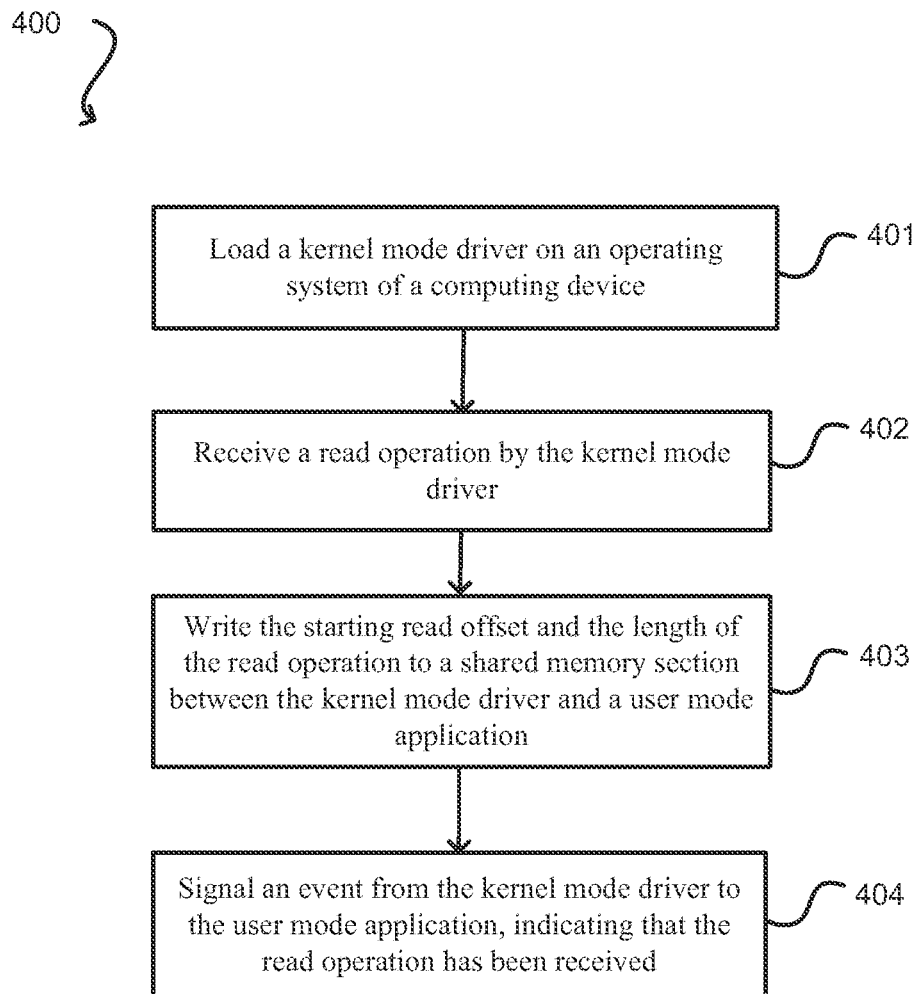 400
Load a kernel mode driver on an operating
system of a computing device
401
Receive a read operation by the kernel mode
driver
402
Write the starting read offset and the length of
the read operation to a shared memory section
between the kernel mode driver and a user mode
application
403
Signal an event from the kernel mode driver to
the user mode application, indicating that the
read operation has been received
404